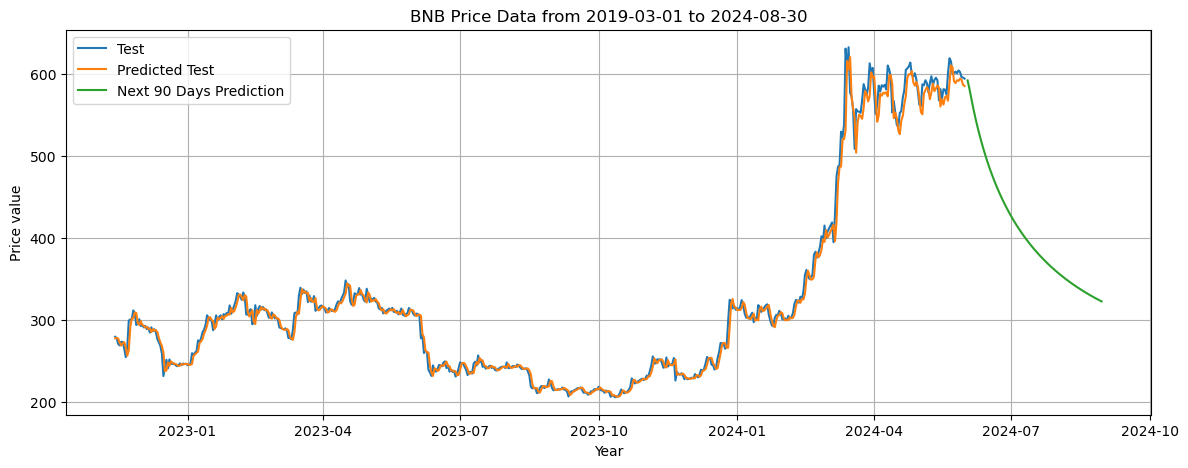 BNB Price Data from 2019-03-01 to 2024-08-30
Test
Predicted Test
Next 90 Days Prediction
Price value
600
500
400
300
200
2023-01 2023-04 2023-07 2023-10 2024-01 2024-04 2024-07 2024-10
Year